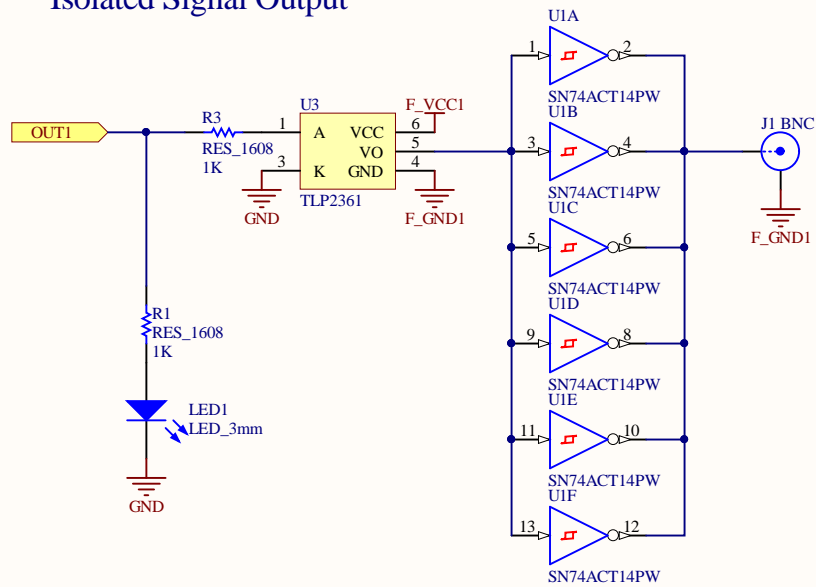 Isolated Signal Output
OUT1
R3
RES_1608
1K
U3
1 A VCC 6
VO 5
3 K GND 4
TLP2361
F_VCC1
F_GND1
GND
R1
RES_1608
1K
LED1
LED_3mm
GND
U1A
1 2
SN74ACT14PW
U1B
3 4
SN74ACT14PW
U1C
5 6
SN74ACT14PW
U1D
9 8
SN74ACT14PW
U1E
11 10
SN74ACT14PW
U1F
13 12
SN74ACT14PW
J1 BNC
F_GND1